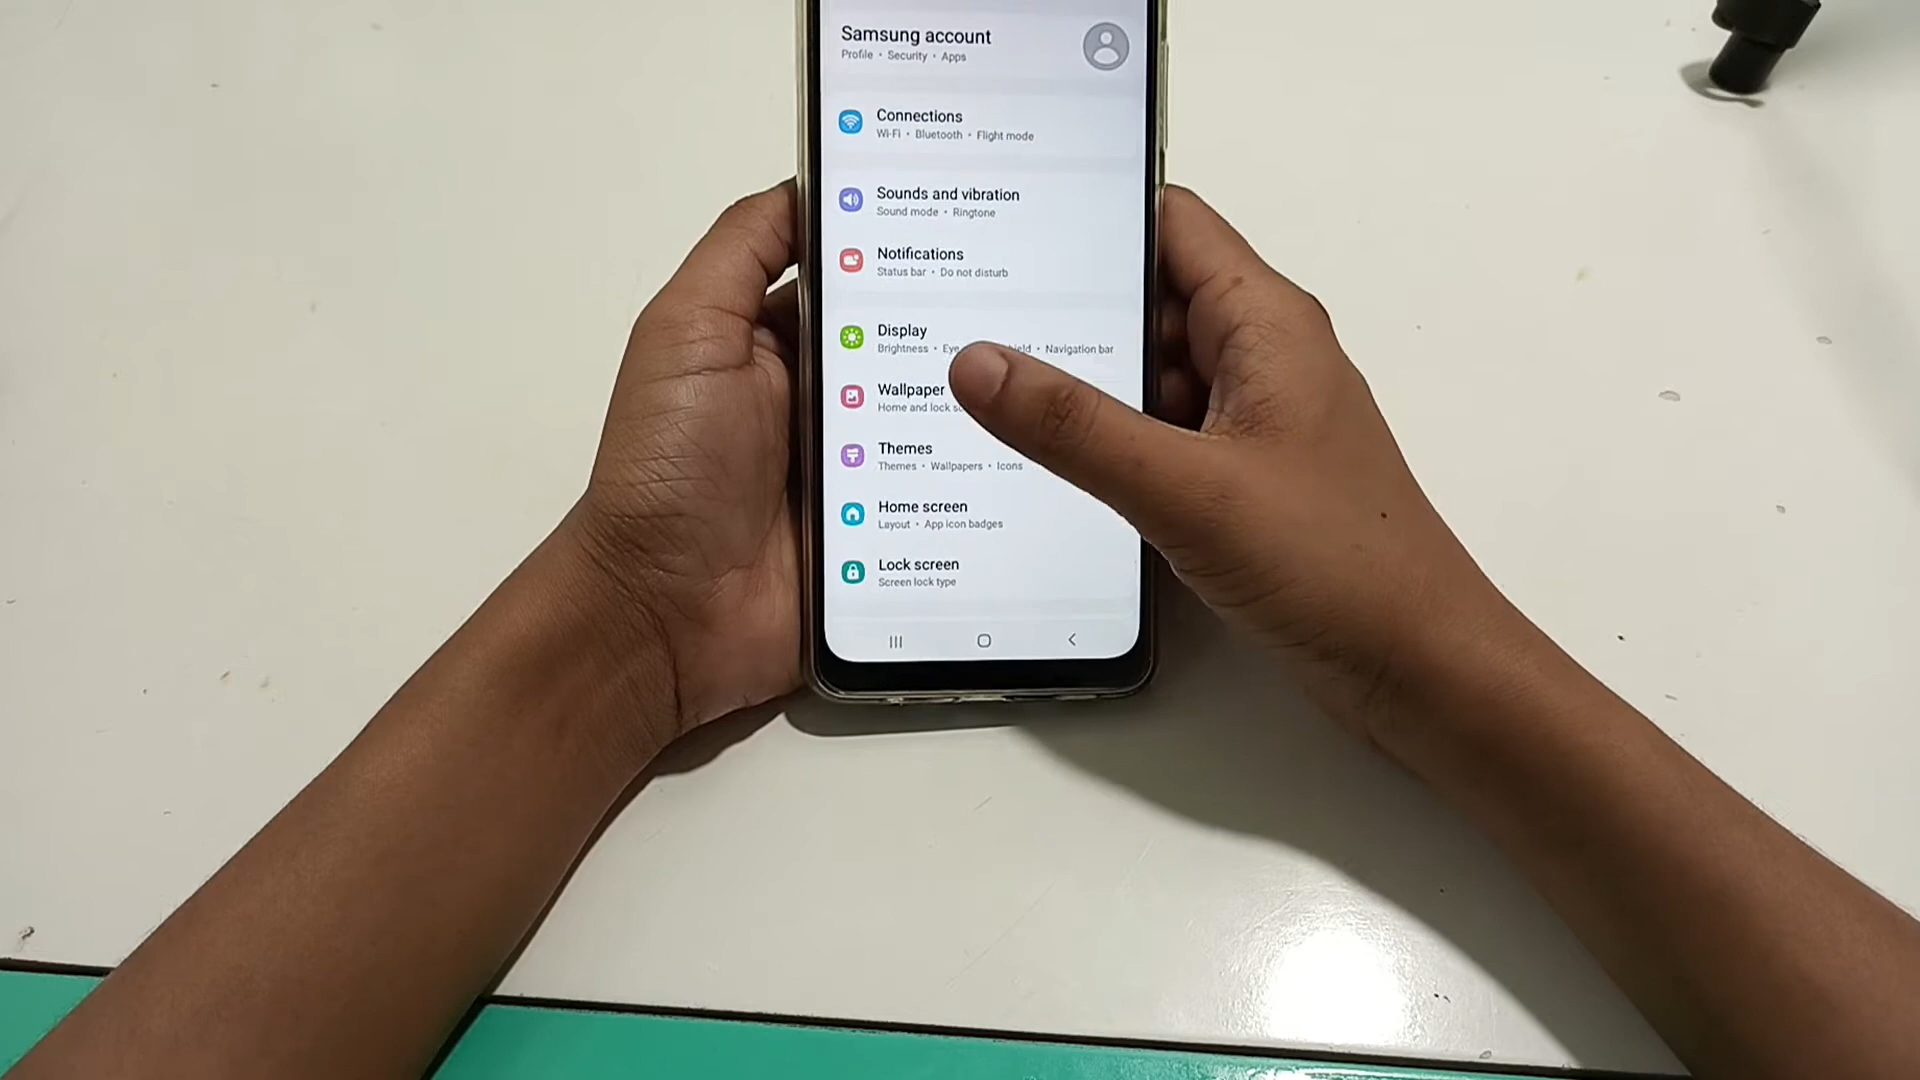 Samsung account
Profile • Security • Apps
Connections
Wi-Fi • Bluetooth • Flight mode
Sounds and vibration
Sound mode • Ringtone
Notifications
Status bar • Do not disturb
Display
Brightness • Eye • Navigation bar
Wallpaper
Home and lock
Themes
Themes • Wallpapers • Icons
Home screen
Layout • App icon badges
Lock screen
Screen lock type